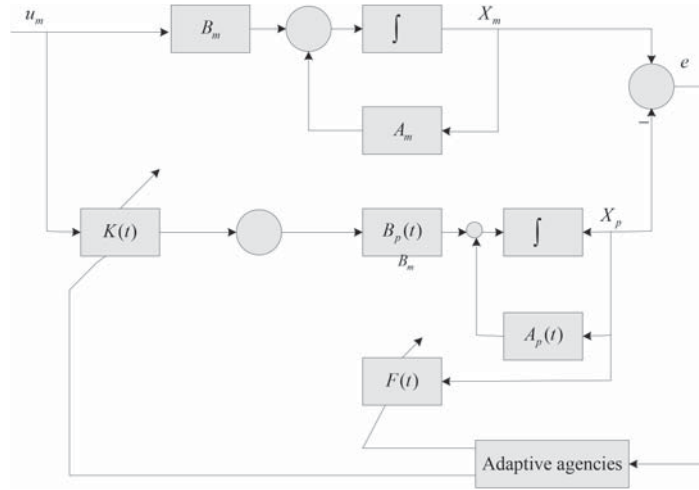 u_m
B_m
∫
X_m
e
A_m
−
K(t)
B_p(t)
B_m
∫
X_p
A_p(t)
F(t)
Adaptive agencies